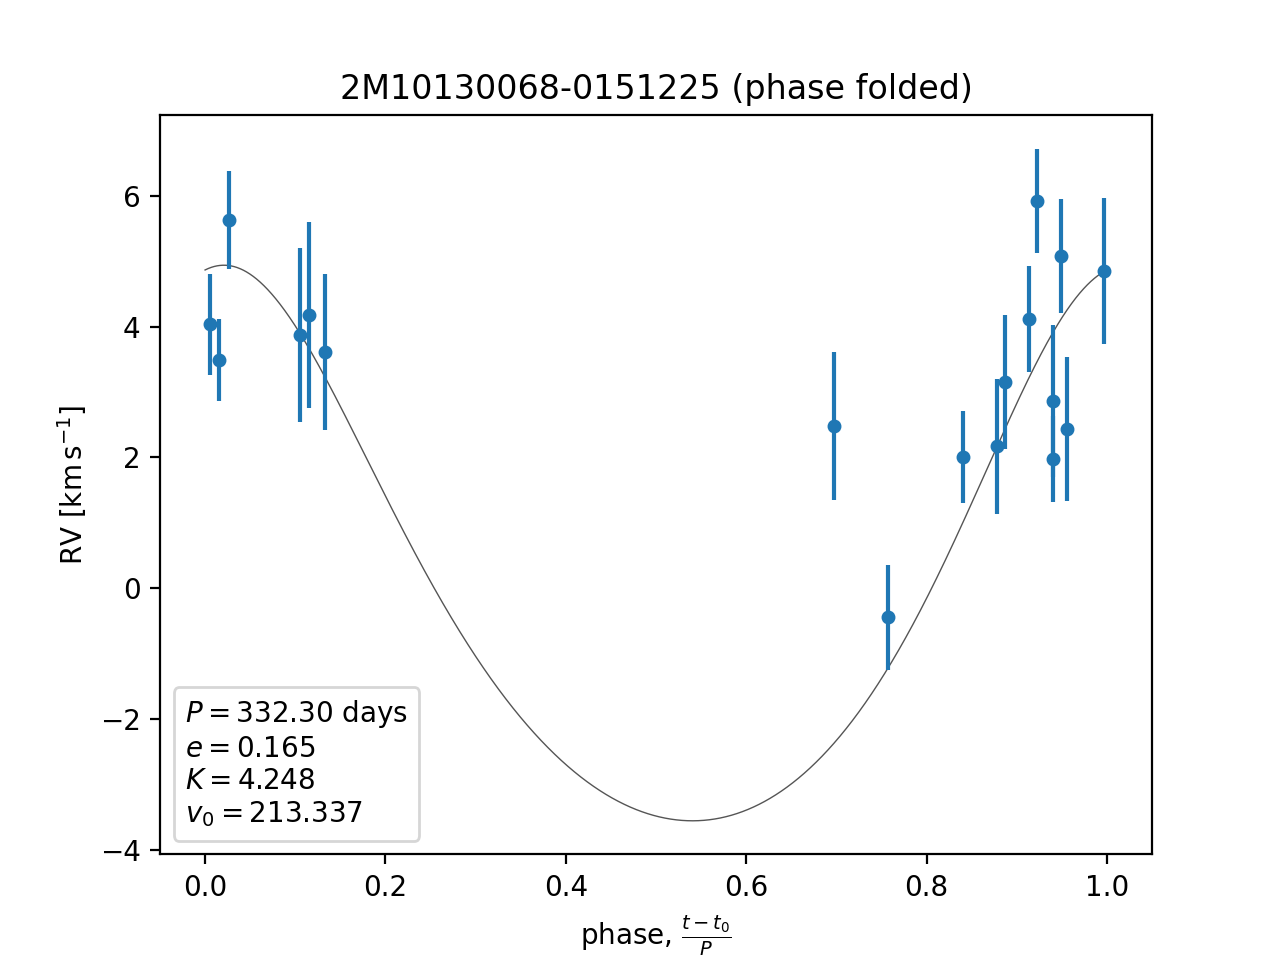 2M10130068-0151225 (phase folded)
RV [km s⁻¹]
6
4
2
0
−2
−4
P = 332.30 days
e = 0.165
K = 4.248
v₀ = 213.337
0.0 0.2 0.4 0.6 0.8 1.0
phase, (t − t₀)/P